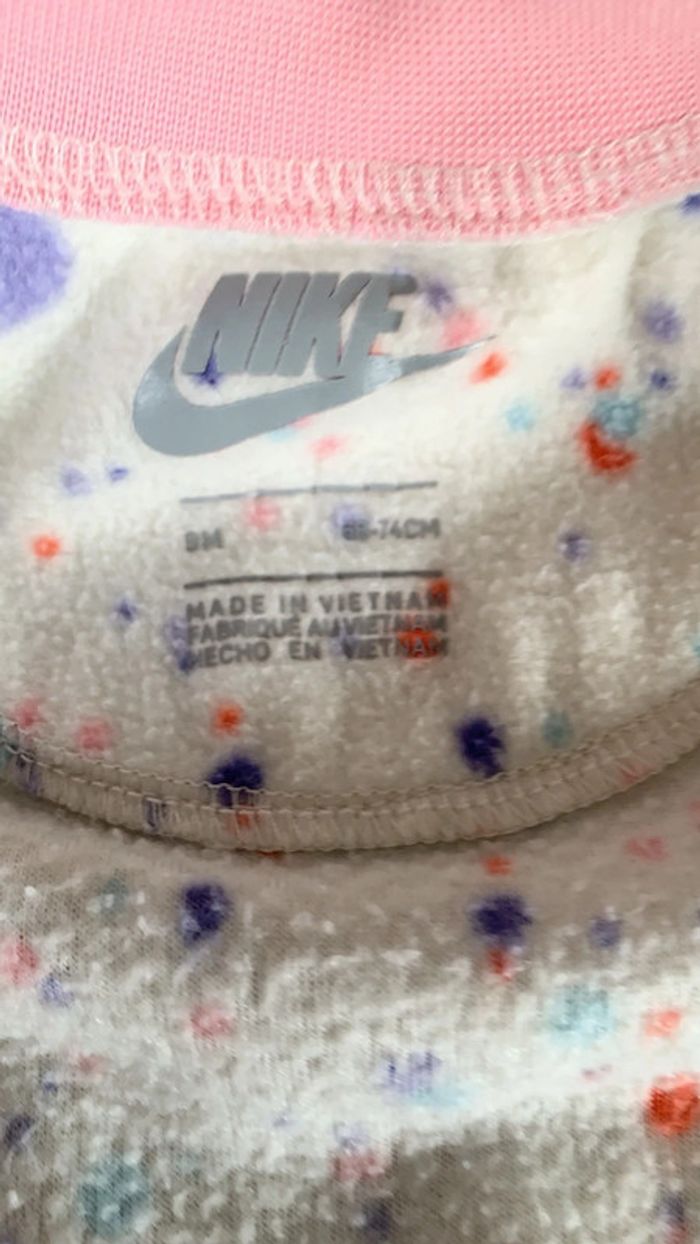 NIKE
9M 68-74CM
MADE IN VIETNAM
FABRIQUÉ AU VIETNAM
HECHO EN VIETNAM